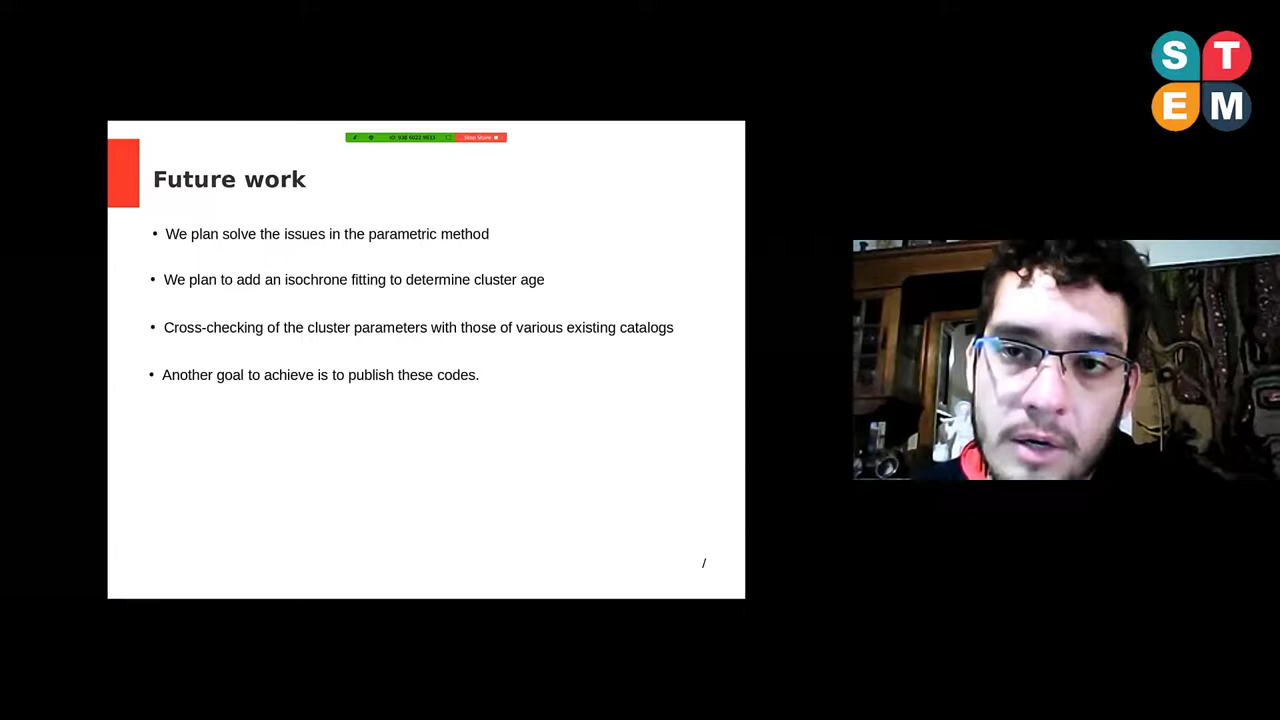 S T
E M
Stop Share
Future work
• We plan solve the issues in the parametric method
• We plan to add an isochrone fitting to determine cluster age
• Cross-checking of the cluster parameters with those of various existing catalogs
• Another goal to achieve is to publish these codes.
/